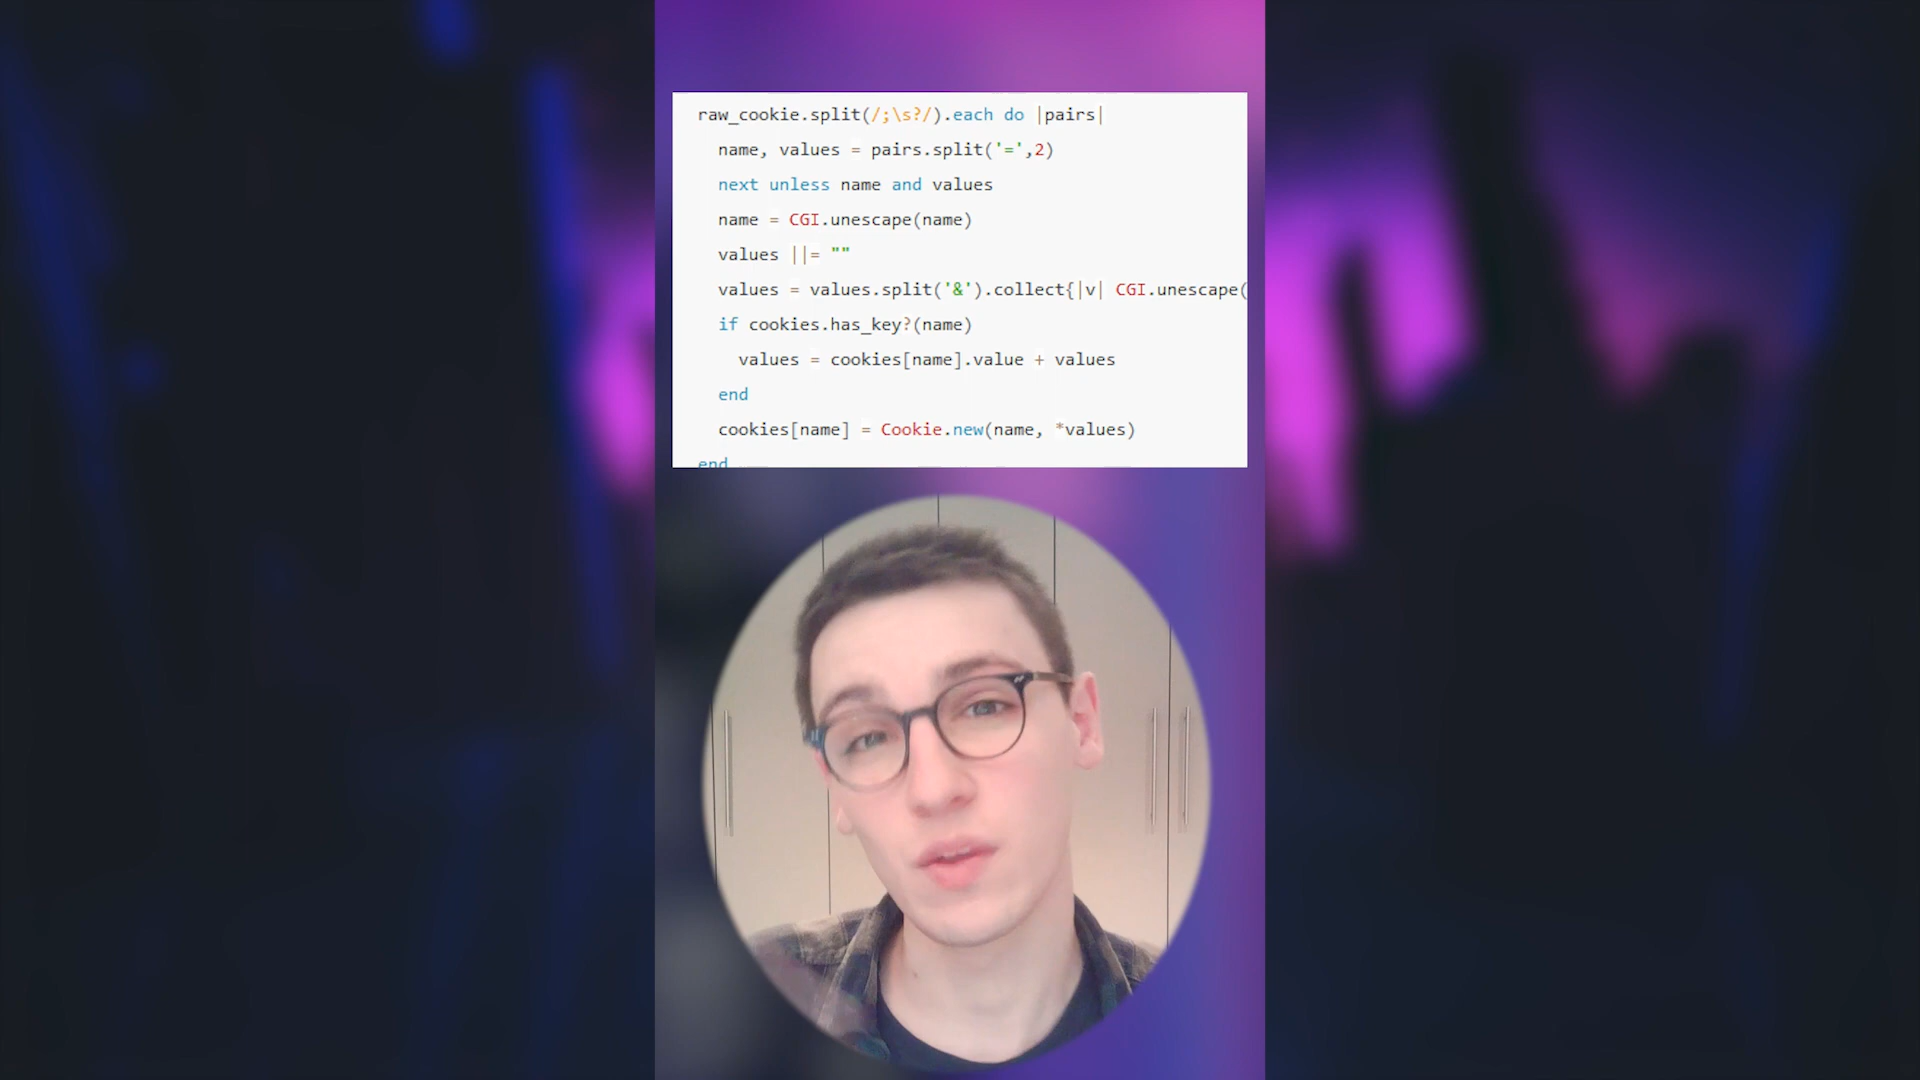 raw_cookie.split(/;\s?/).each do |pairs|
name, values = pairs.split('=',2)
next unless name and values
name = CGI.unescape(name)
values ||= ""
values = values.split('&').collect{|v| CGI.unescape(
if cookies.has_key?(name)
values = cookies[name].value + values
end
cookies[name] = Cookie.new(name, *values)
end